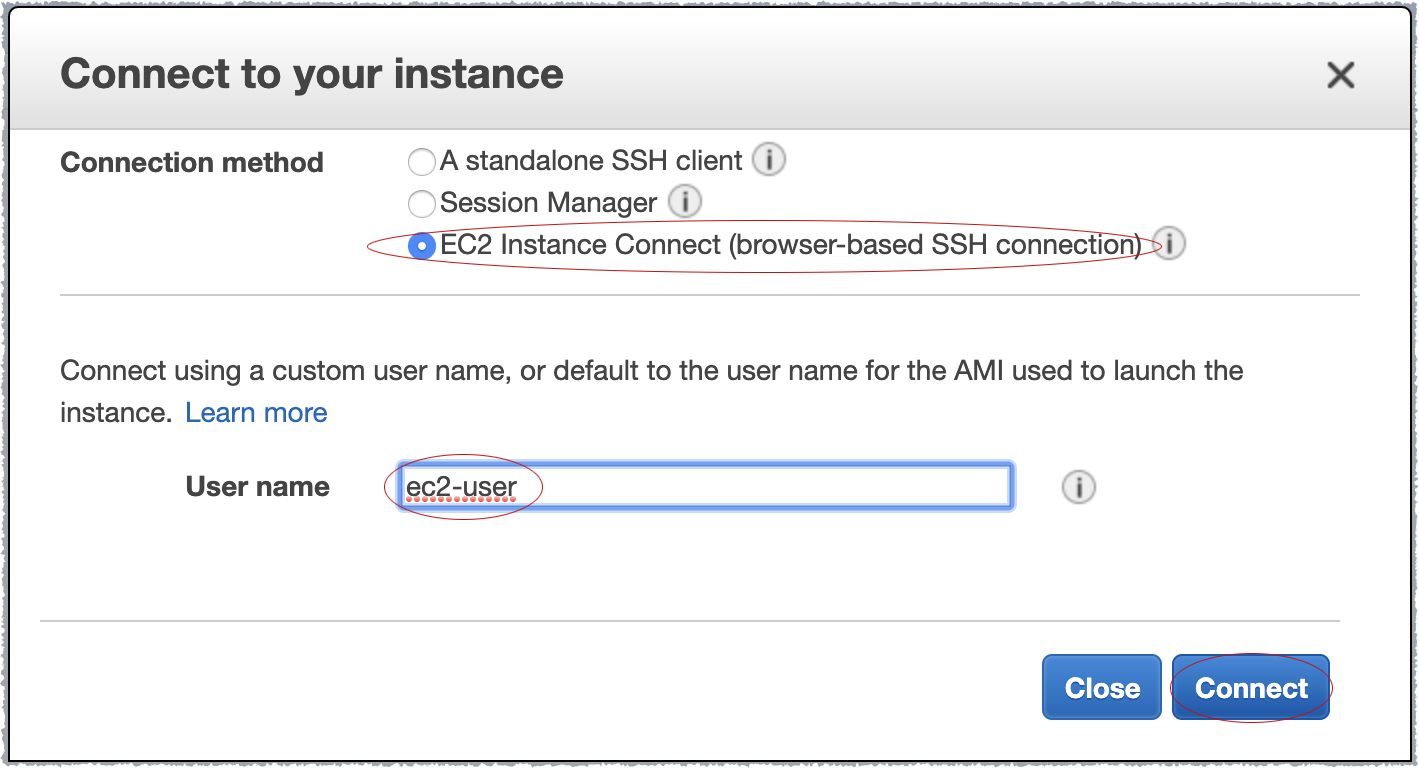 Connect to your instance
Connection method
A standalone SSH client
Session Manager
EC2 Instance Connect (browser-based SSH connection)
Connect using a custom user name, or default to the user name for the AMI used to launch the
instance. Learn more
User name ec2-user
Close Connect